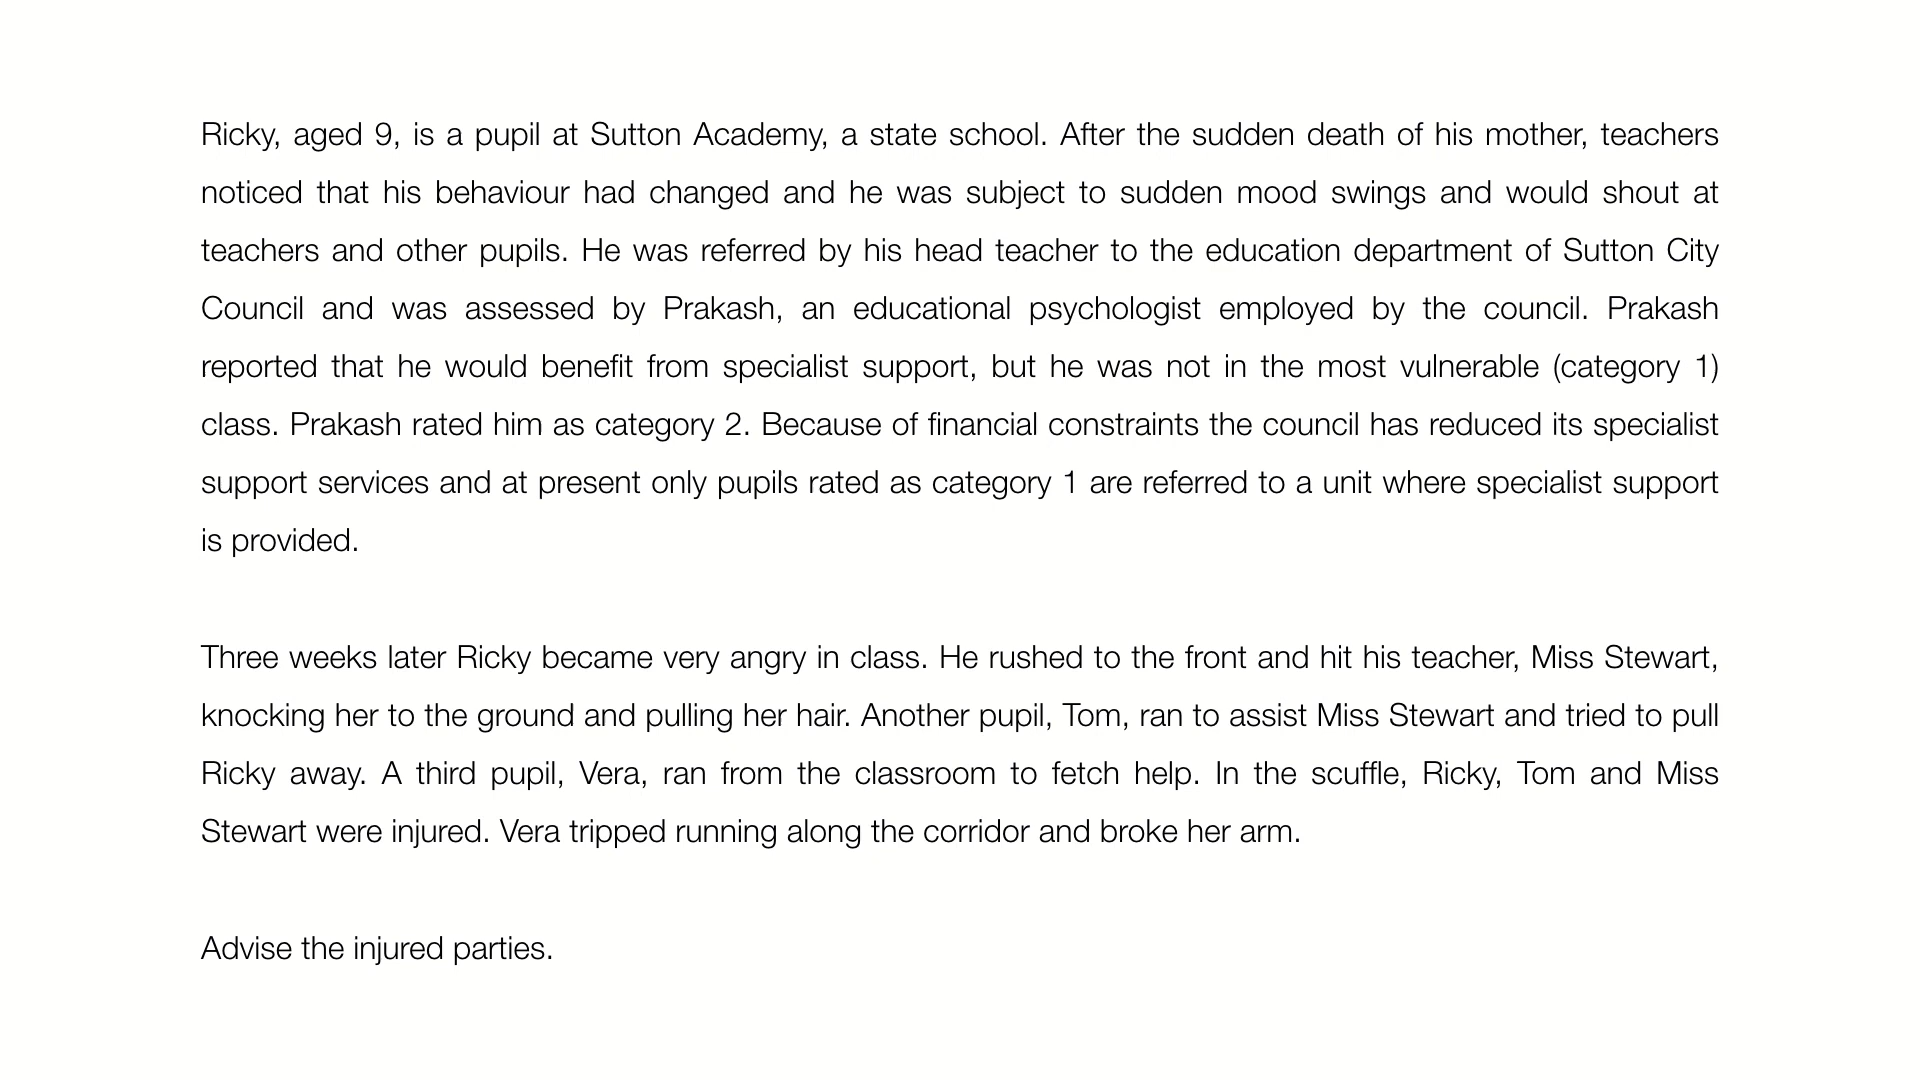 Ricky, aged 9, is a pupil at Sutton Academy, a state school. After the sudden death of his mother, teachers
noticed that his behaviour had changed and he was subject to sudden mood swings and would shout at
teachers and other pupils. He was referred by his head teacher to the education department of Sutton City
Council and was assessed by Prakash, an educational psychologist employed by the council. Prakash
reported that he would benefit from specialist support, but he was not in the most vulnerable (category 1)
class. Prakash rated him as category 2. Because of financial constraints the council has reduced its specialist
support services and at present only pupils rated as category 1 are referred to a unit where specialist support
is provided.
Three weeks later Ricky became very angry in class. He rushed to the front and hit his teacher, Miss Stewart,
knocking her to the ground and pulling her hair. Another pupil, Tom, ran to assist Miss Stewart and tried to pull
Ricky away. A third pupil, Vera, ran from the classroom to fetch help. In the scuffle, Ricky, Tom and Miss
Stewart were injured. Vera tripped running along the corridor and broke her arm.
Advise the injured parties.